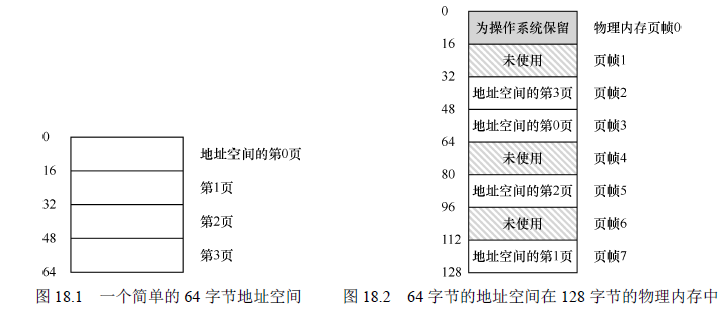 0
地址空间的第0页
16
第1页
32
第2页
48
第3页
64
图 18.1 一个简单的 64 字节地址空间
0
为操作系统保留 物理内存页帧0
16
未使用 页帧1
32
地址空间的第3页 页帧2
48
地址空间的第0页 页帧3
64
未使用 页帧4
80
地址空间的第2页 页帧5
96
未使用 页帧6
112
地址空间的第1页 页帧7
128
图 18.2 64 字节的地址空间在 128 字节的物理内存中